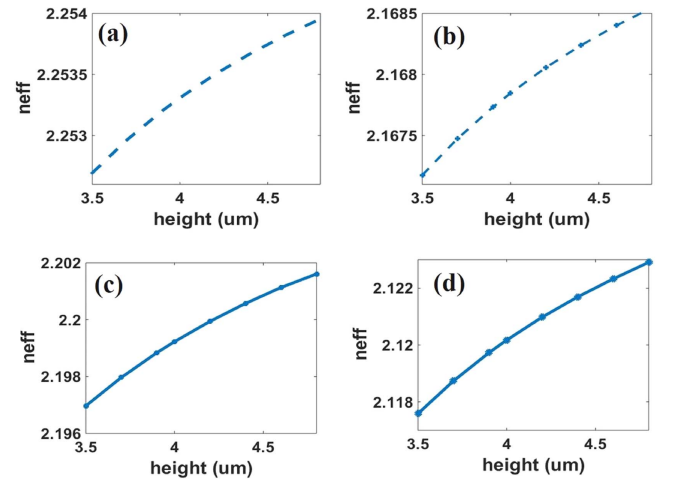 (a)
2.254
2.2535
2.253
neff
3.5 4 4.5
height (um)
(b)
2.1685
2.168
2.1675
neff
3.5 4 4.5
height (um)
(c)
2.202
2.2
2.198
2.196
neff
3.5 4 4.5
height (um)
(d)
2.122
2.12
2.118
neff
3.5 4 4.5
height (um)